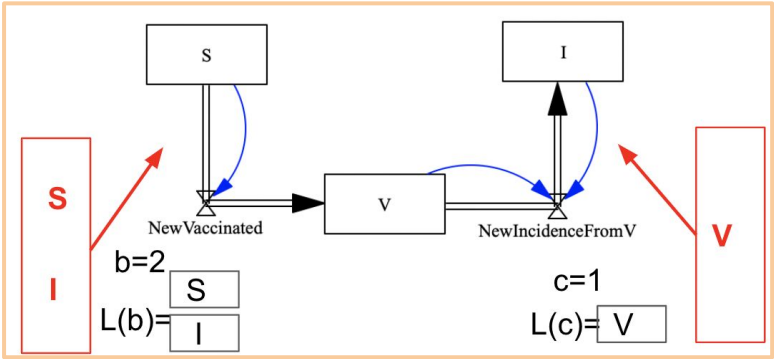 S
I
S
I
V
NewVaccinated
NewIncidenceFromV
V
b=2
S
L(b)=
I
c=1
L(c)= V